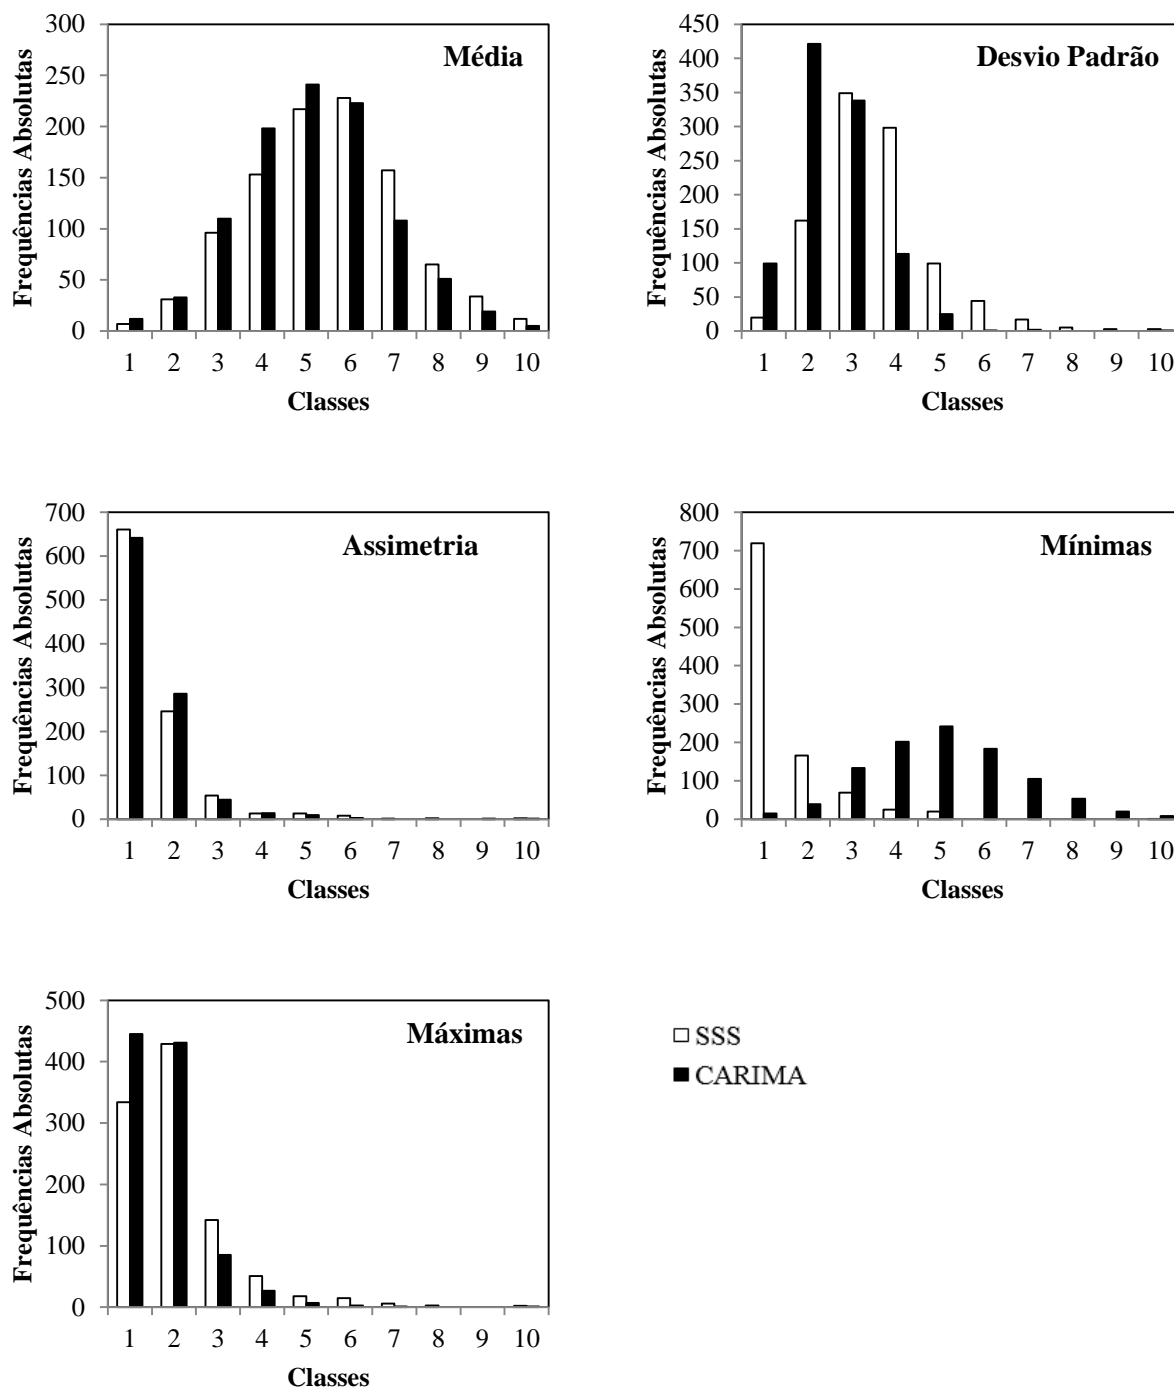 Média
Frequências Absolutas
300
250
200
150
100
50
0
1 2 3 4 5 6 7 8 9 10
Classes
Desvio Padrão
Frequências Absolutas
450
400
350
300
250
200
150
100
50
0
1 2 3 4 5 6 7 8 9 10
Classes
Assimetria
Frequências Absolutas
700
600
500
400
300
200
100
0
1 2 3 4 5 6 7 8 9 10
Classes
Mínimas
Frequências Absolutas
800
700
600
500
400
300
200
100
0
1 2 3 4 5 6 7 8 9 10
Classes
Máximas
Frequências Absolutas
500
400
300
200
100
0
1 2 3 4 5 6 7 8 9 10
Classes
SSS
CARIMA